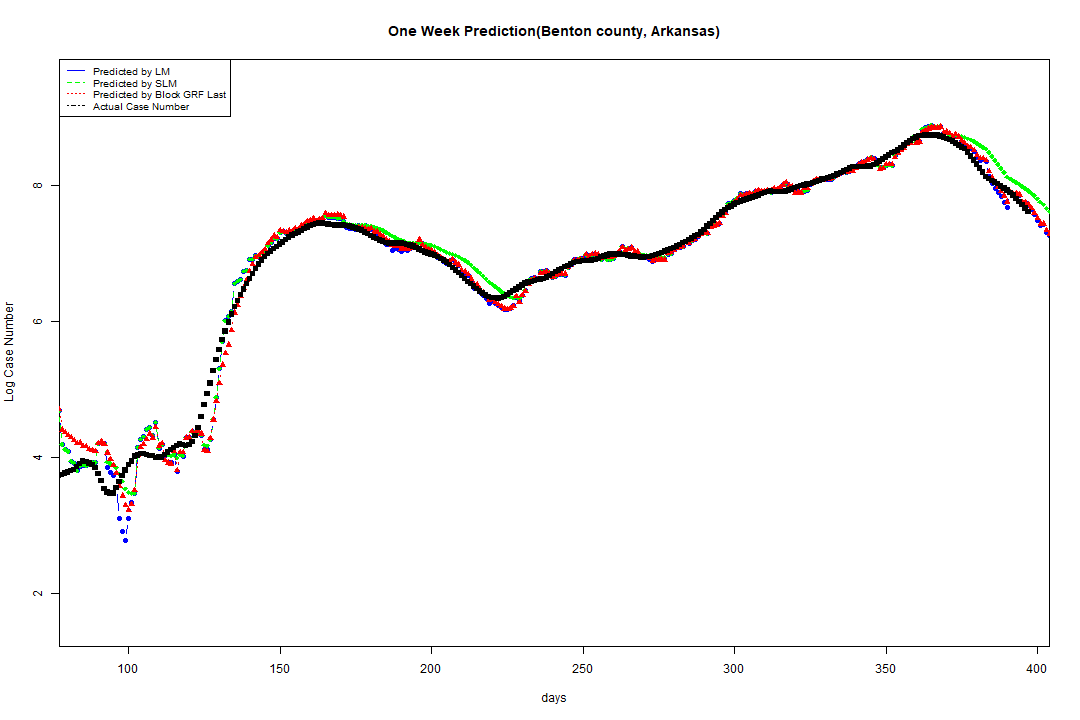 One Week Prediction(Benton county, Arkansas)
Predicted by LM
Predicted by SLM
Predicted by Block GRF Last
Actual Case Number
8
6
4
2
Log Case Number
100 150 200 250 300 350 400
days